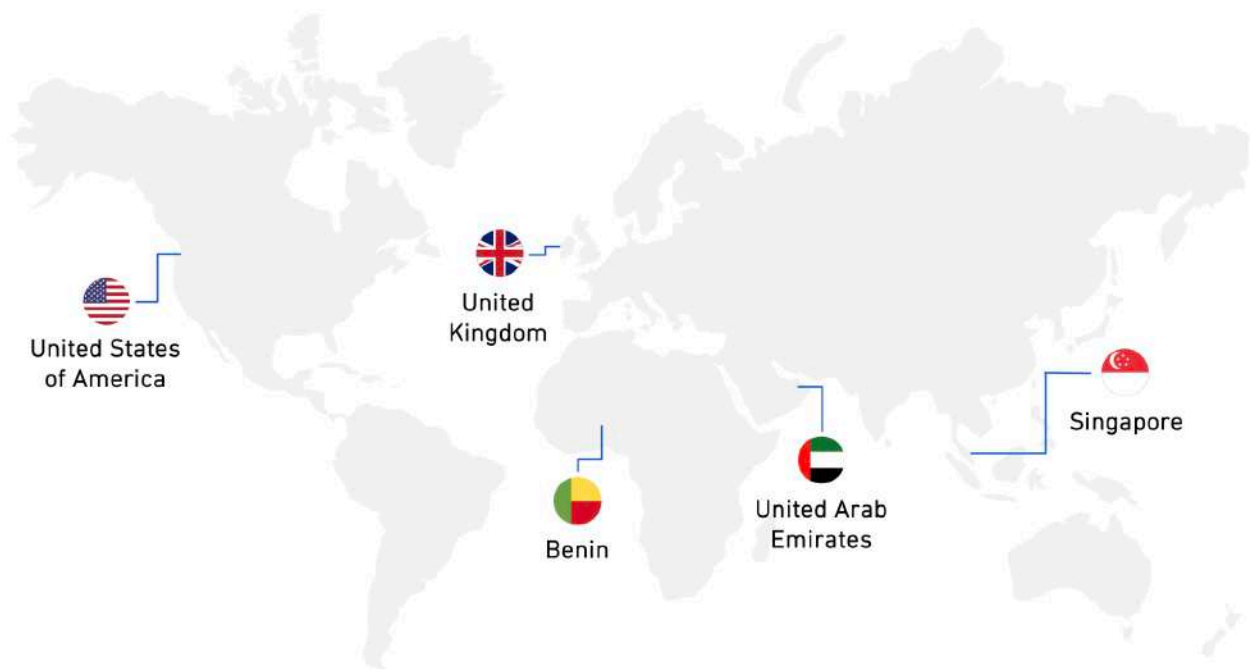 United States
of America
United
Kingdom
Benin
United Arab
Emirates
Singapore